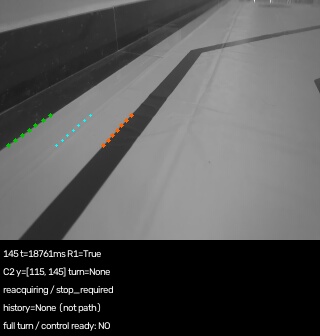 145 t=18761ms R1=True
C2 y=[115, 145] turn=None
reacquiring / stop_required
history=None (not path)
full turn / control ready: NO